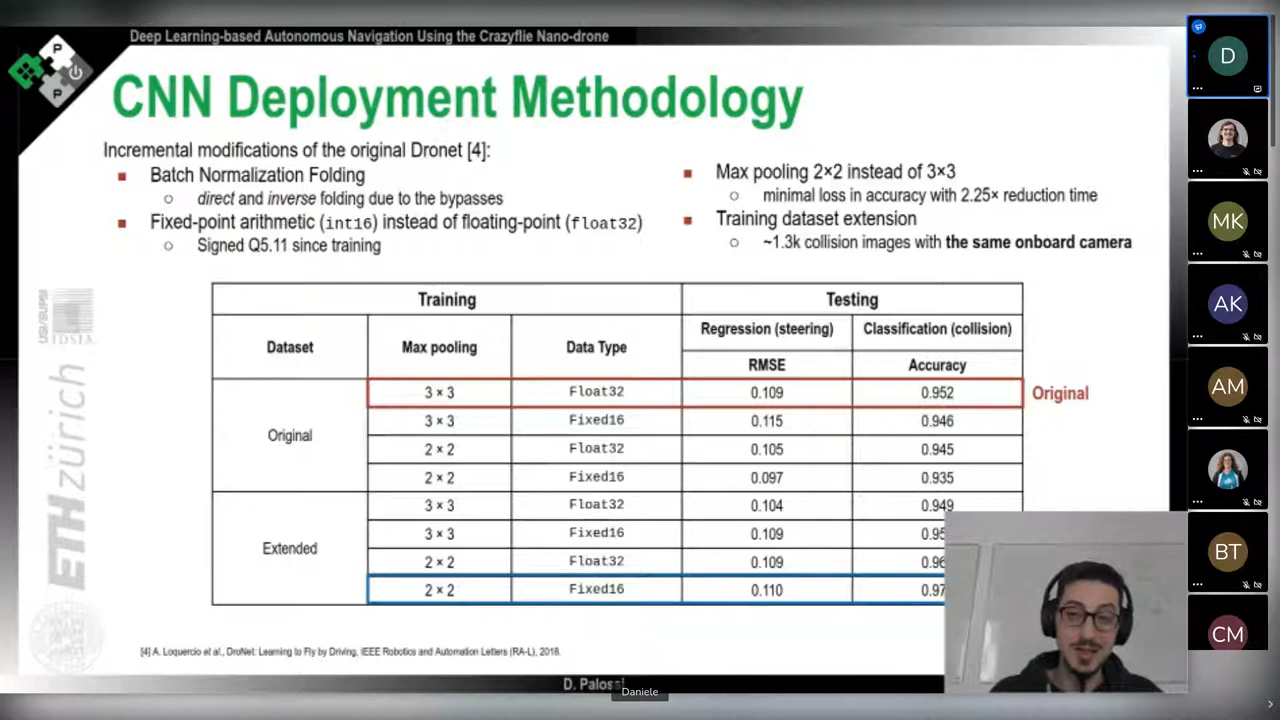 Deep Learning-based Autonomous Navigation Using the Crazyflie Nano-drone
P
P
CNN Deployment Methodology
Incremental modifications of the original Dronet [4]:
Batch Normalization Folding
direct and inverse folding due to the bypasses
Fixed-point arithmetic (int16) instead of floating-point (float32)
Signed Q5.11 since training
Max pooling 2×2 instead of 3×3
minimal loss in accuracy with 2.25× reduction time
Training dataset extension
~1.3k collision images with the same onboard camera
Training Testing
Dataset Max pooling Data Type Regression (steering) Classification (collision)
RMSE Accuracy
Original 3 × 3 Float32 0.109 0.952 Original
3 × 3 Fixed16 0.115 0.946
2 × 2 Float32 0.105 0.945
2 × 2 Fixed16 0.097 0.935
Extended 3 × 3 Float32 0.104 0.949
3 × 3 Fixed16 0.109
2 × 2 Float32 0.109
2 × 2 Fixed16 0.110
[4] A. Loquercio et al., DroNet: Learning to Fly by Driving, IEEE Robotics and Automation Letters (RA-L), 2018.
D. Palossi
Daniele
USI/SUPSI
IDSIA
ETH zürich
D
MK
AK
AM
BT
CM